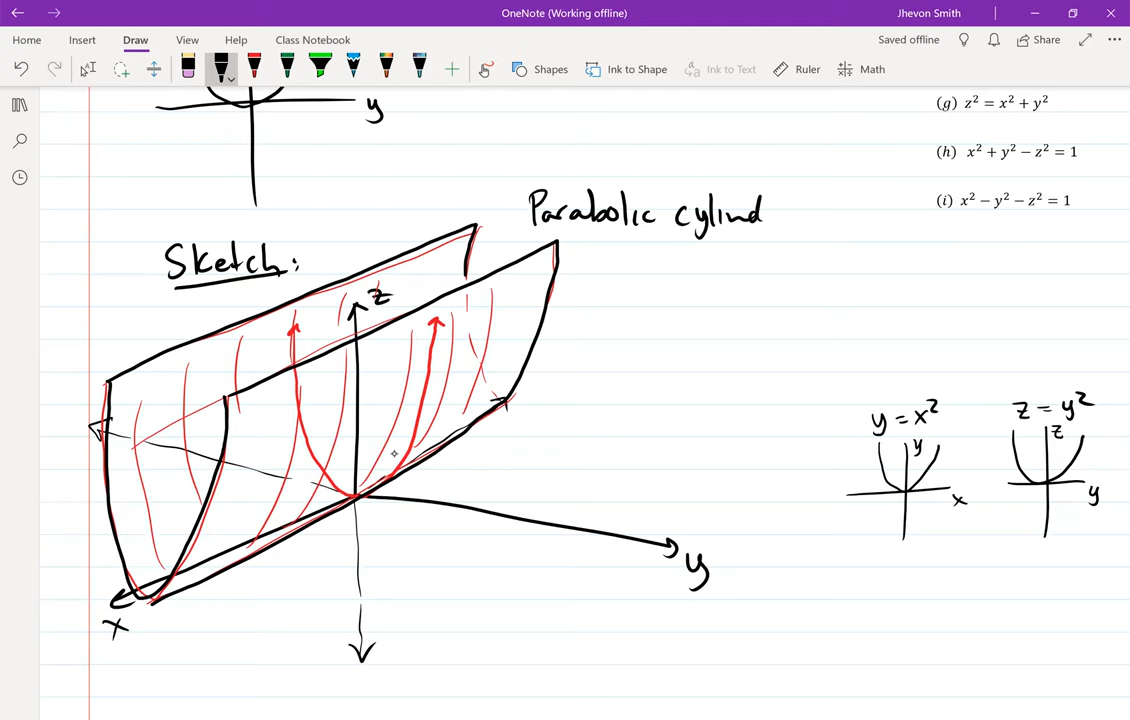 OneNote (Working offline)
Jhevon Smith
Home Insert Draw View Help Class Notebook
Saved offline
Share
Shapes
Ink to Shape
Ink to Text
Ruler
Math
y
(g) z² = x² + y²
(h) x² + y² − z² = 1
(i) x² − y² − z² = 1
Parabolic cylind
Sketch:
z
y
x
y = x²
y
x
z = y²
z
y